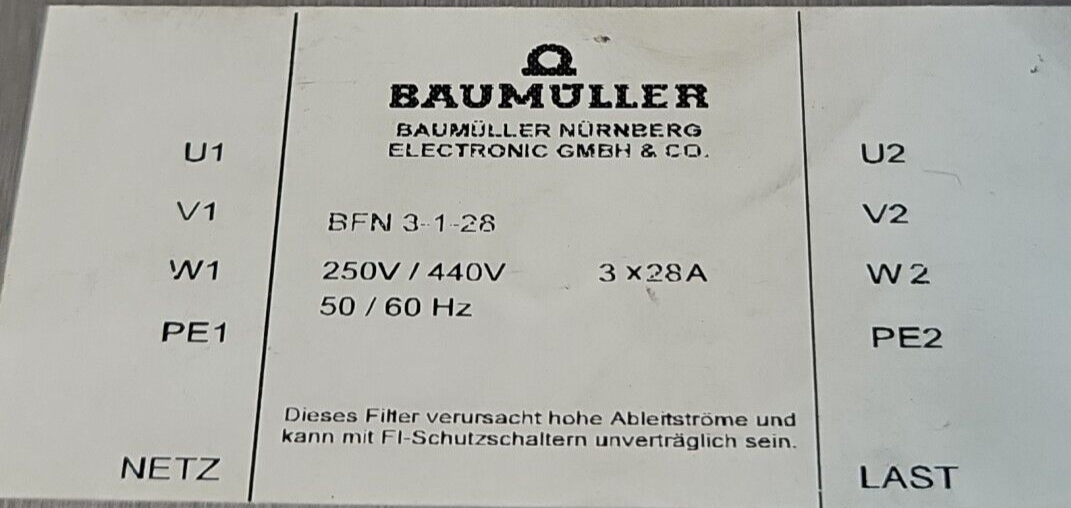 BAUMÜLLER
BAUMÜLLER NÜRNBERG
ELECTRONIC GMBH & CO.
U1
V1
W1
PE1
NETZ
BFN 3-1-28
250V / 440V 3 x 28A
50 / 60 Hz
Dieses Filter verursacht hohe Ableitströme und
kann mit FI-Schutzschaltern unverträglich sein.
U2
V2
W2
PE2
LAST